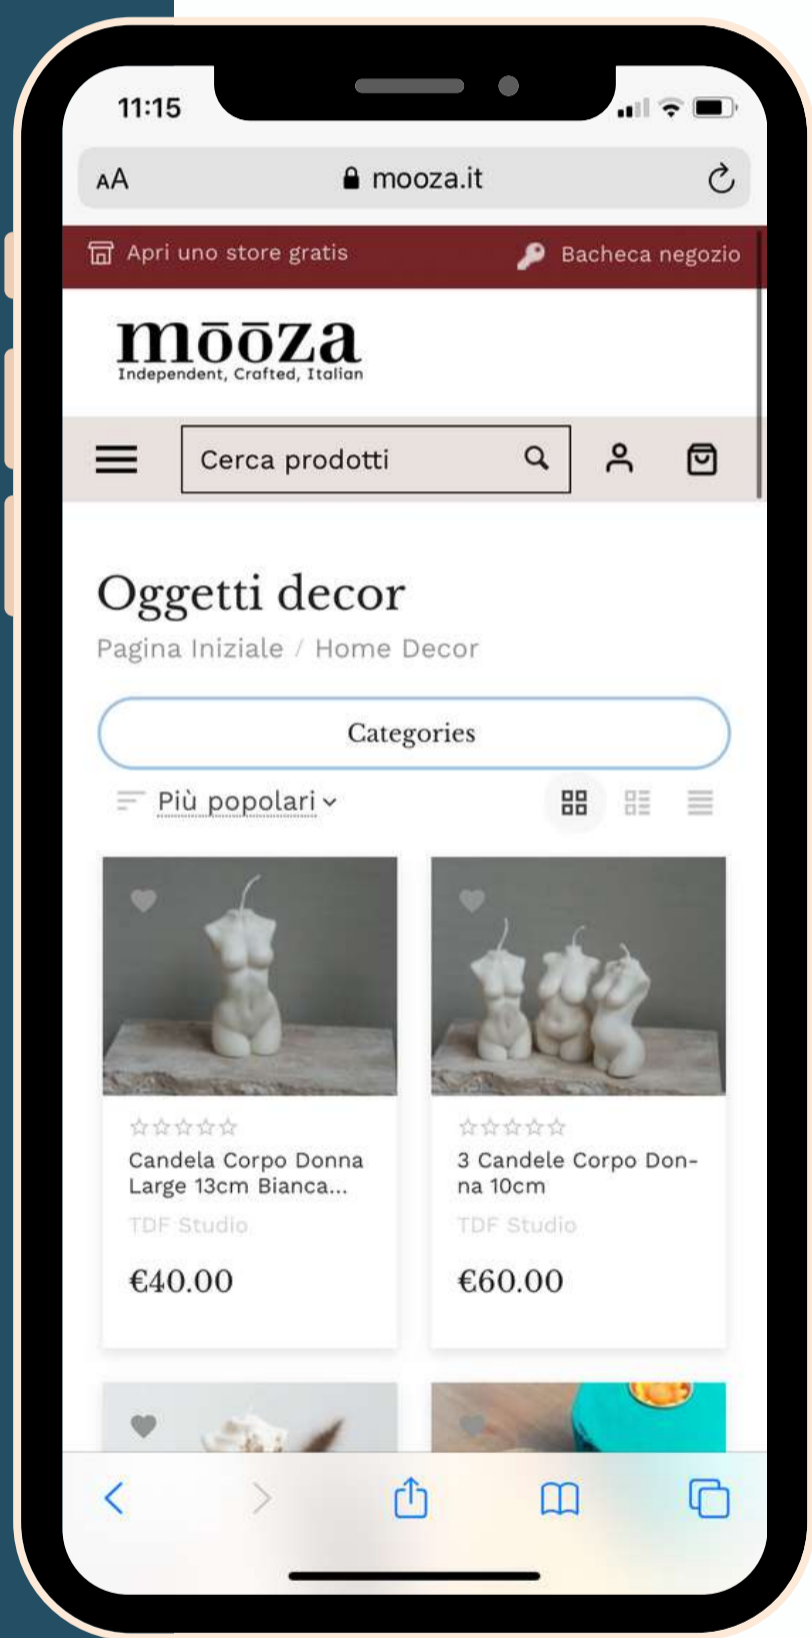 11:15
AA
mooza.it
Apri uno store gratis
Bacheca negozio
mōōza
Independent, Crafted, Italian
Cerca prodotti
Oggetti decor
Pagina Iniziale / Home Decor
Categories
Più popolari
Candela Corpo Donna
Large 13cm Bianca...
TDF Studio
€40.00
3 Candele Corpo Don-
na 10cm
TDF Studio
€60.00